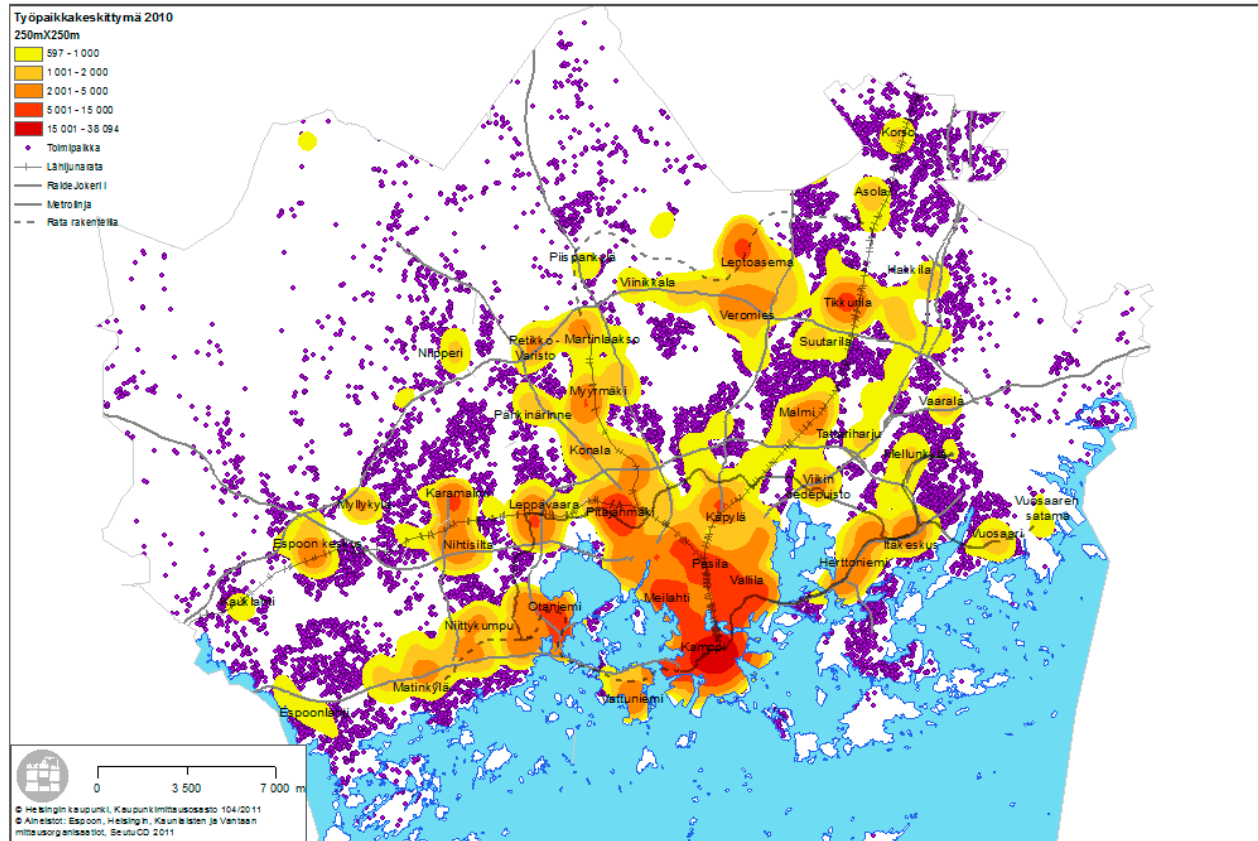 Työpaikkakeskittymä 2010
250mX250m
597 - 1 000
1 001 - 2 000
2 001 - 5 000
5 001 - 15 000
15 001 - 38 094
Toimipaikka
Lähijunarata
RaideJokeri I
Metrolinja
Rata rakenteilla
Korso
Asola
Hakkila
Piispankylä
Lentoasema
Viinikkala
Tikkurila
Veromies
Petikko - Martinlaakso
Varisto
Suutarila
Niipperi
Myyrmäki
Vaarala
Pähkinärinne
Malmi
Tattariharju
Konala
Mellunkylä
Karamalmi
Leppävaara
Viikin
tiedepuisto
Myllykylä
Pitäjänmäki
Käpylä
Vuosaaren
satama
Espoon keskus
Nihtisilta
Itäkeskus
Vuosaari
Pasila
Herttoniemi
Vallila
Meilahti
Kauklahti
Otaniemi
Niittykumpu
Kamppi
Matinkylä
Vattuniemi
Espoonlahti
0 3 500 7 000 m
© Helsingin kaupunki, Kaupunkimittausosasto 104/2011
© Aineistot: Espoon, Helsingin, Kauniaisten ja Vantaan
mittausorganisaatiot, SeutuCD 2011